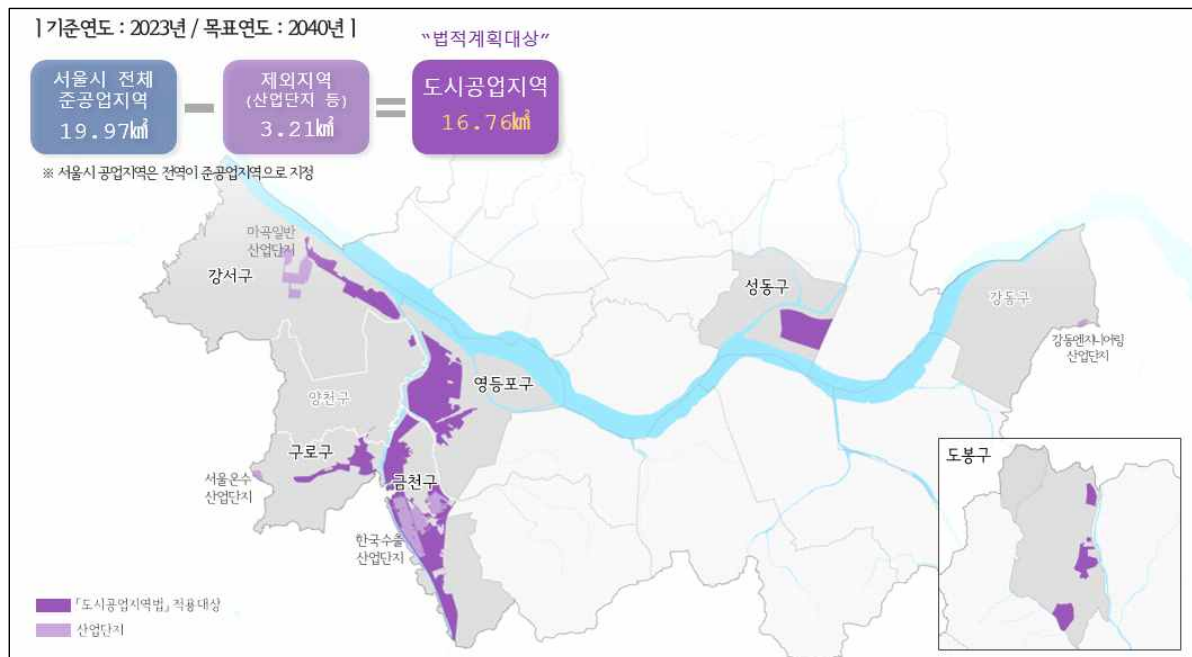 | 기준연도 : 2023년 / 목표연도 : 2040년 |
“법적계획대상”
서울시 전체
준공업지역
19.97㎢
제외지역
(산업단지 등)
3.21㎢
도시공업지역
16.76㎢
※ 서울시 공업지역은 전역이 준공업지역으로 지정
마곡일반
산업단지
강서구
성동구
강동구
강동엔지니어링
산업단지
영등포구
양천구
구로구
서울온수
산업단지
금천구
한국수출
산업단지
도봉구
「도시공업지역법」 적용대상
산업단지